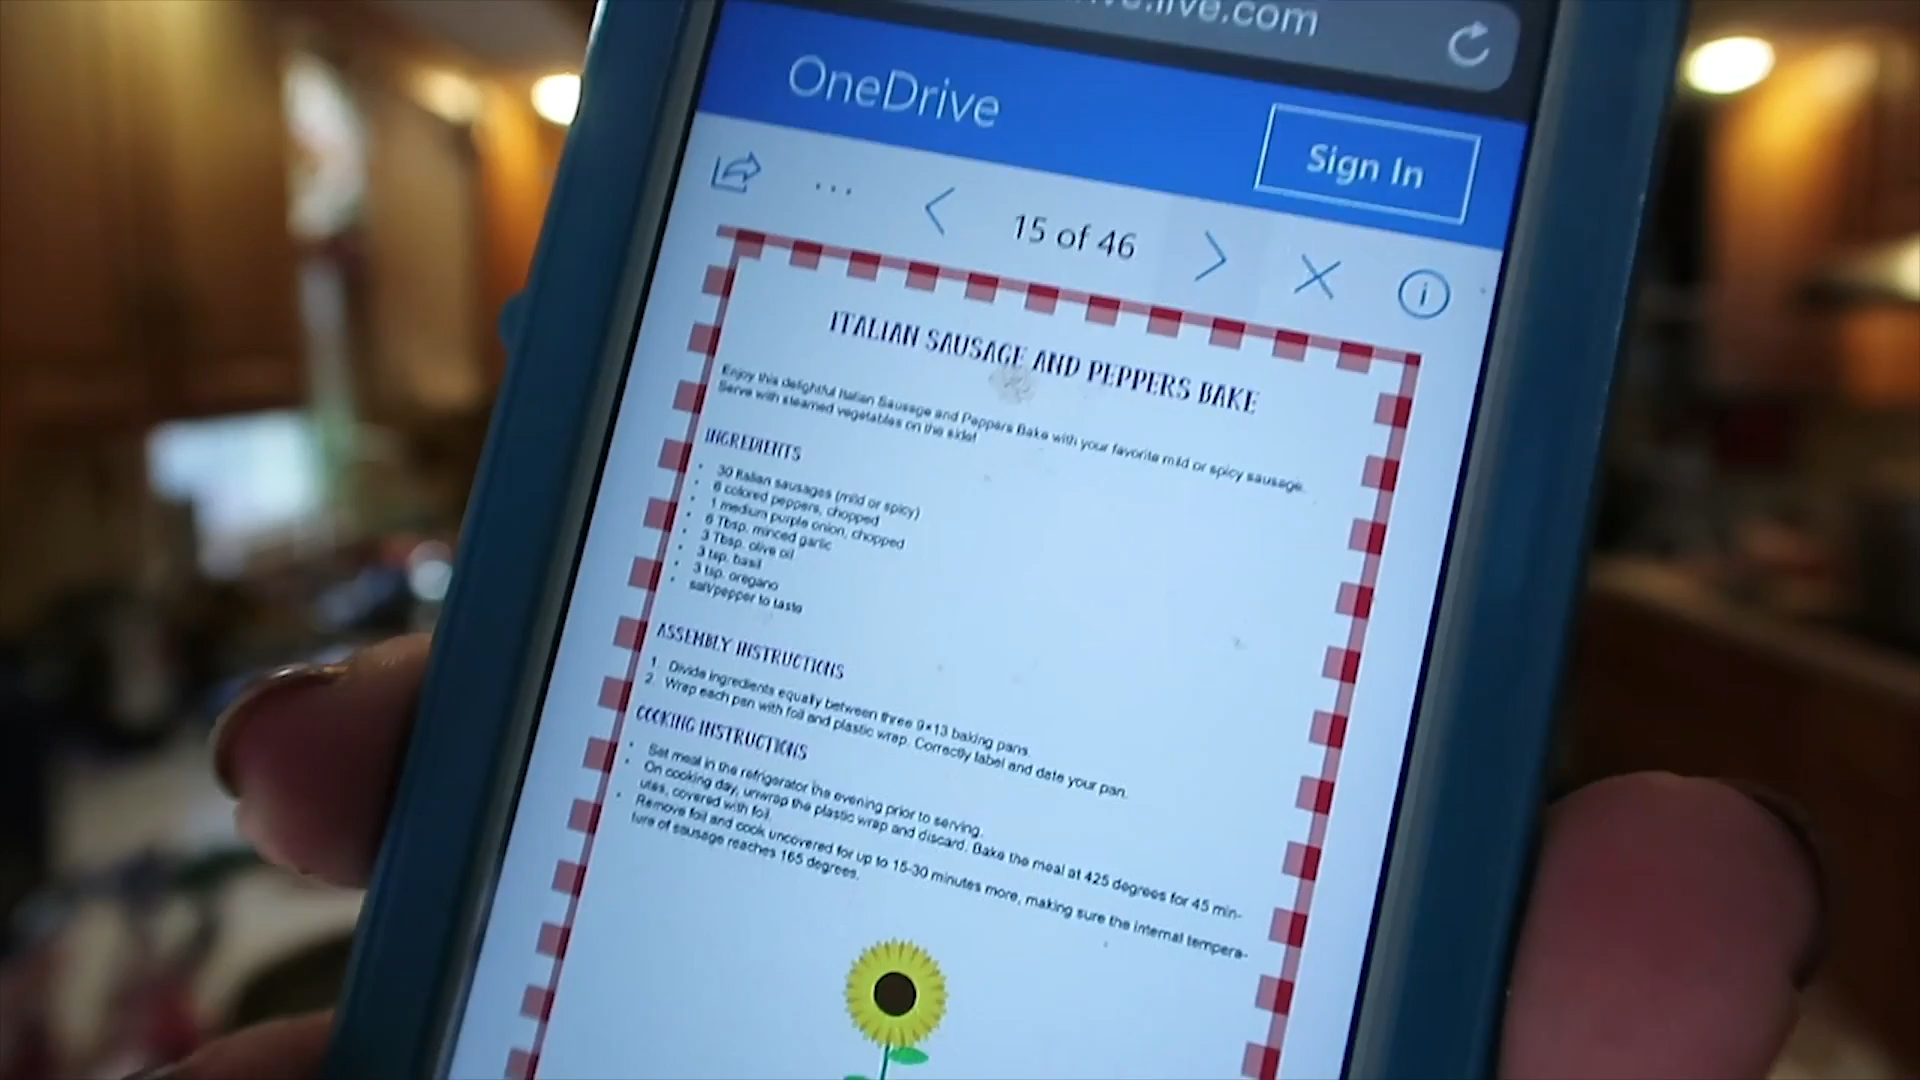 ve.live.com
OneDrive
Sign In
15 of 46
ITALIAN SAUSAGE AND PEPPERS BAKE
Enjoy this delightful Italian Sausage and Peppers Bake with your favorite mild or spicy sausage.
Serve with steamed vegetables on the side!
INGREDIENTS
• 30 Italian sausages (mild or spicy)
• 6 colored peppers, chopped
• 1 medium purple onion, chopped
• 6 Tbsp. minced garlic
• 3 Tbsp. olive oil
• 3 tsp. basil
• 3 tsp. oregano
• salt/pepper to taste
ASSEMBLY INSTRUCTIONS
1. Divide ingredients equally between three 9×13 baking pans.
2. Wrap each pan with foil and plastic wrap. Correctly label and date your pan.
COOKING INSTRUCTIONS
• Set meal in the refrigerator the evening prior to serving.
• On cooking day, unwrap the plastic wrap and discard. Bake the meal at 425 degrees for 45 min-
utes, covered with foil.
• Remove foil and cook uncovered for up to 15-30 minutes more, making sure the internal tempera-
ture of sausage reaches 165 degrees.